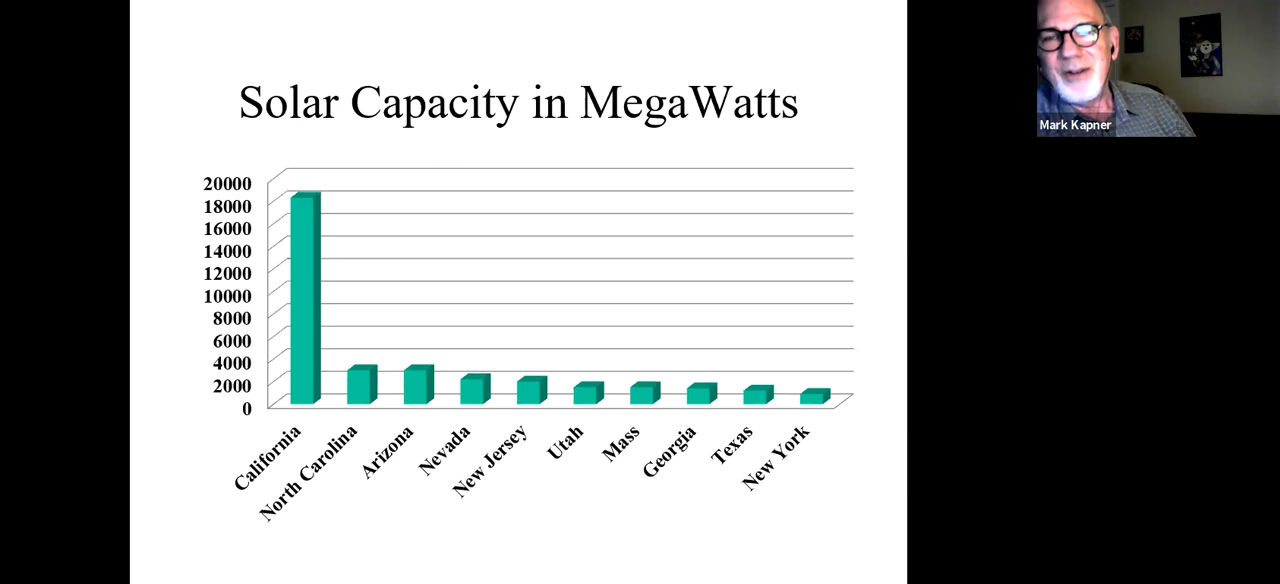 Solar Capacity in MegaWatts
Mark Kapner
20000
18000
16000
14000
12000
10000
8000
6000
4000
2000
0
California
North Carolina
Arizona
Nevada
New Jersey
Utah
Mass
Georgia
Texas
New York